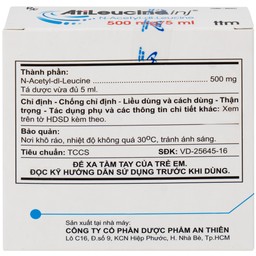 AtiLeucine inj
N-Acetyl-dl-Leucine
500 mg/5 ml
ttm
Thành phần:
N-Acetyl-dl-Leucine 500 mg
Tá dược vừa đủ 5 ml.
Chỉ định - Chống chỉ định - Liều dùng và cách dùng - Thận
trọng - Tác dụng phụ và các thông tin chi tiết khác: Xem
trên tờ HDSD kèm theo.
Bảo quản:
Nơi khô ráo, nhiệt độ không quá 30ºC, tránh ánh sáng.
Tiêu chuẩn: TCCS SĐK: VD-25645-16
ĐỂ XA TẦM TAY CỦA TRẺ EM.
ĐỌC KỸ HƯỚNG DẪN SỬ DỤNG TRƯỚC KHI DÙNG.
Sản xuất tại nhà máy:
CÔNG TY CỔ PHẦN DƯỢC PHẨM AN THIÊN
Lô C16, Đ.số 9, KCN Hiệp Phước, H. Nhà Bè, Tp.HCM